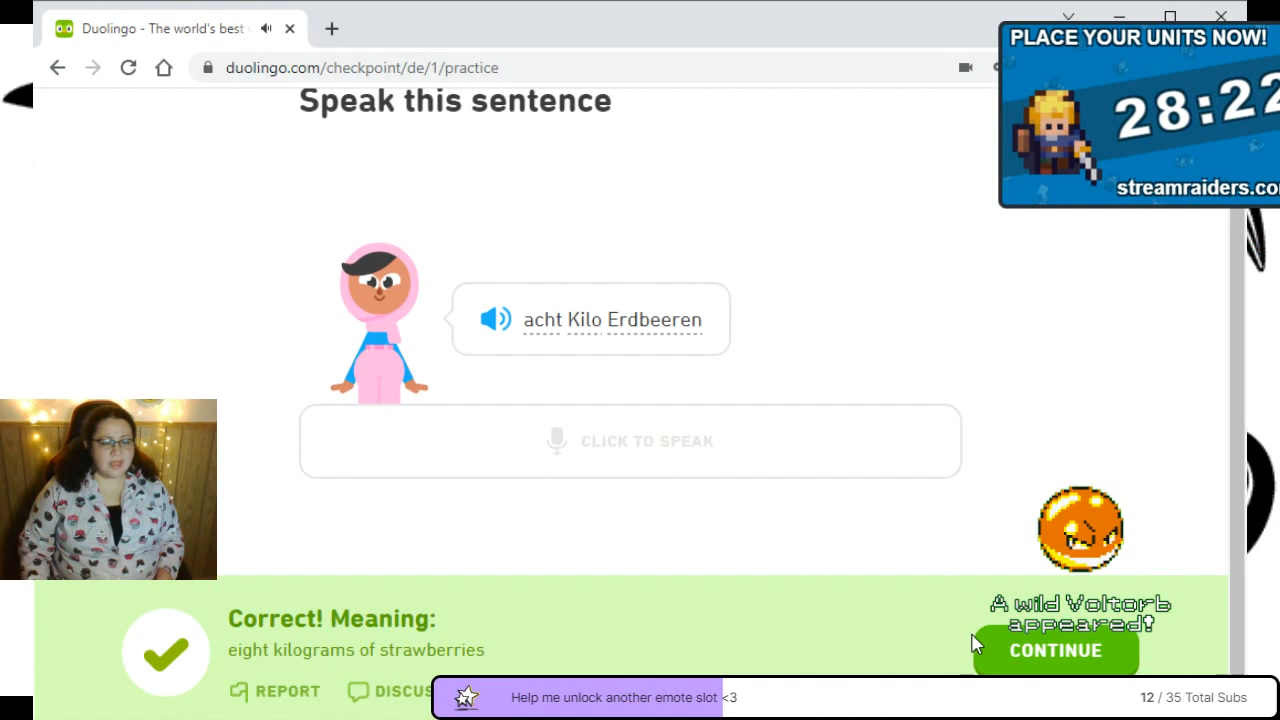 Duolingo - The world's best
duolingo.com/checkpoint/de/1/practice
PLACE YOUR UNITS NOW!
28:22
streamraiders.co
Speak this sentence
acht Kilo Erdbeeren
CLICK TO SPEAK
A wild Voltorb
appeared!
Correct! Meaning:
eight kilograms of strawberries
CONTINUE
REPORT
DISCUS
Help me unlock another emote slot <3
12 / 35 Total Subs